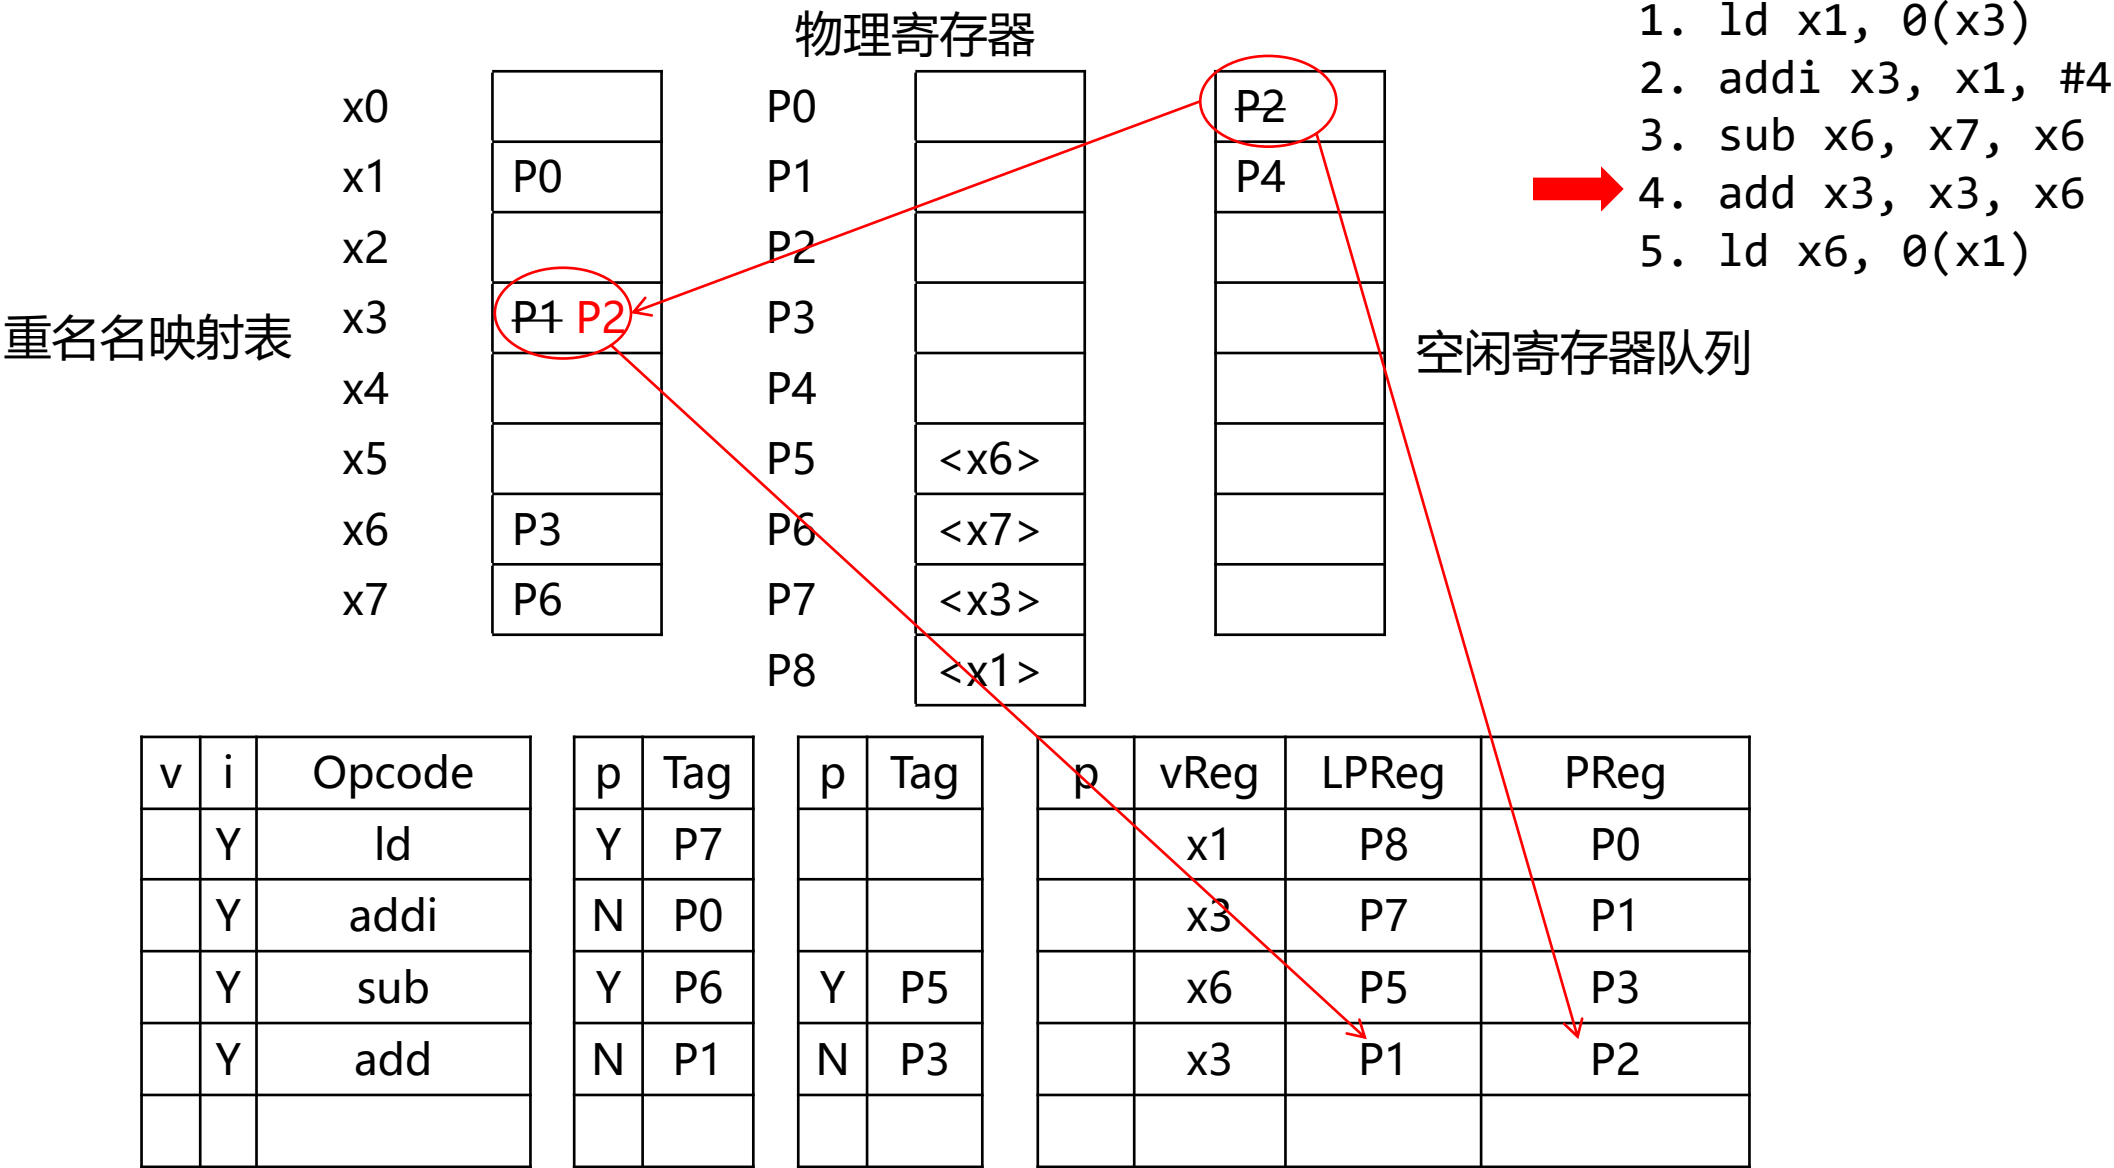 物理寄存器
1. ld x1, 0(x3)
2. addi x3, x1, #4
3. sub x6, x7, x6
4. add x3, x3, x6
5. ld x6, 0(x1)
重名名映射表
x0
x1 P0
x2
x3 P1 P2
x4
x5
x6 P3
x7 P6
P0
P1
P2
P3
P4
P5 <x6>
P6 <x7>
P7 <x3>
P8 <x1>
P2
P4
空闲寄存器队列
v i Opcode p Tag p Tag p vReg LPReg PReg
Y ld Y P7 x1 P8 P0
Y addi N P0 x3 P7 P1
Y sub Y P6 Y P5 x6 P5 P3
Y add N P1 N P3 x3 P1 P2